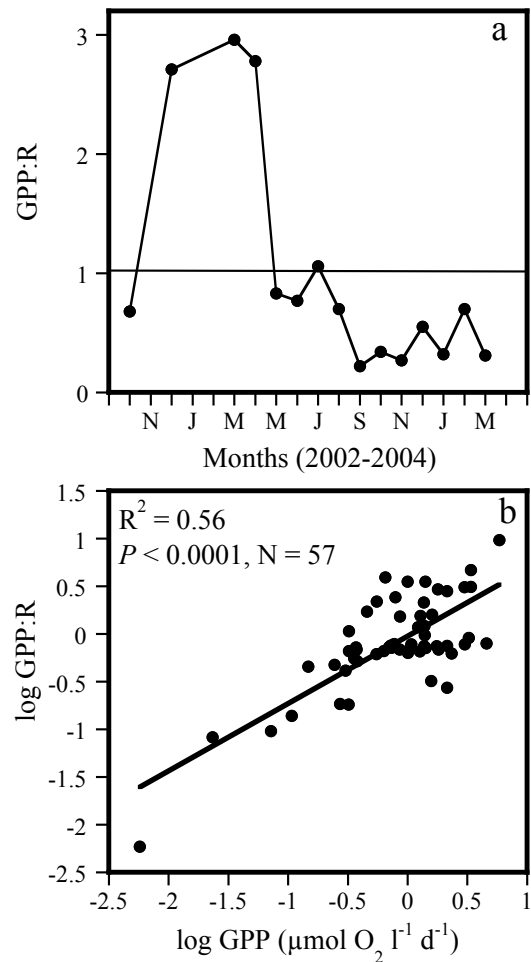 a
3
2
1
0
GPP:R
N J M M J S N J M
Months (2002-2004)
b
R² = 0.56
P < 0.0001, N = 57
1.5
1
0.5
0
-0.5
-1
-1.5
-2
-2.5
log GPP:R
-2.5 -2 -1.5 -1 -0.5 0 0.5 1
log GPP (µmol O₂ l⁻¹ d⁻¹)